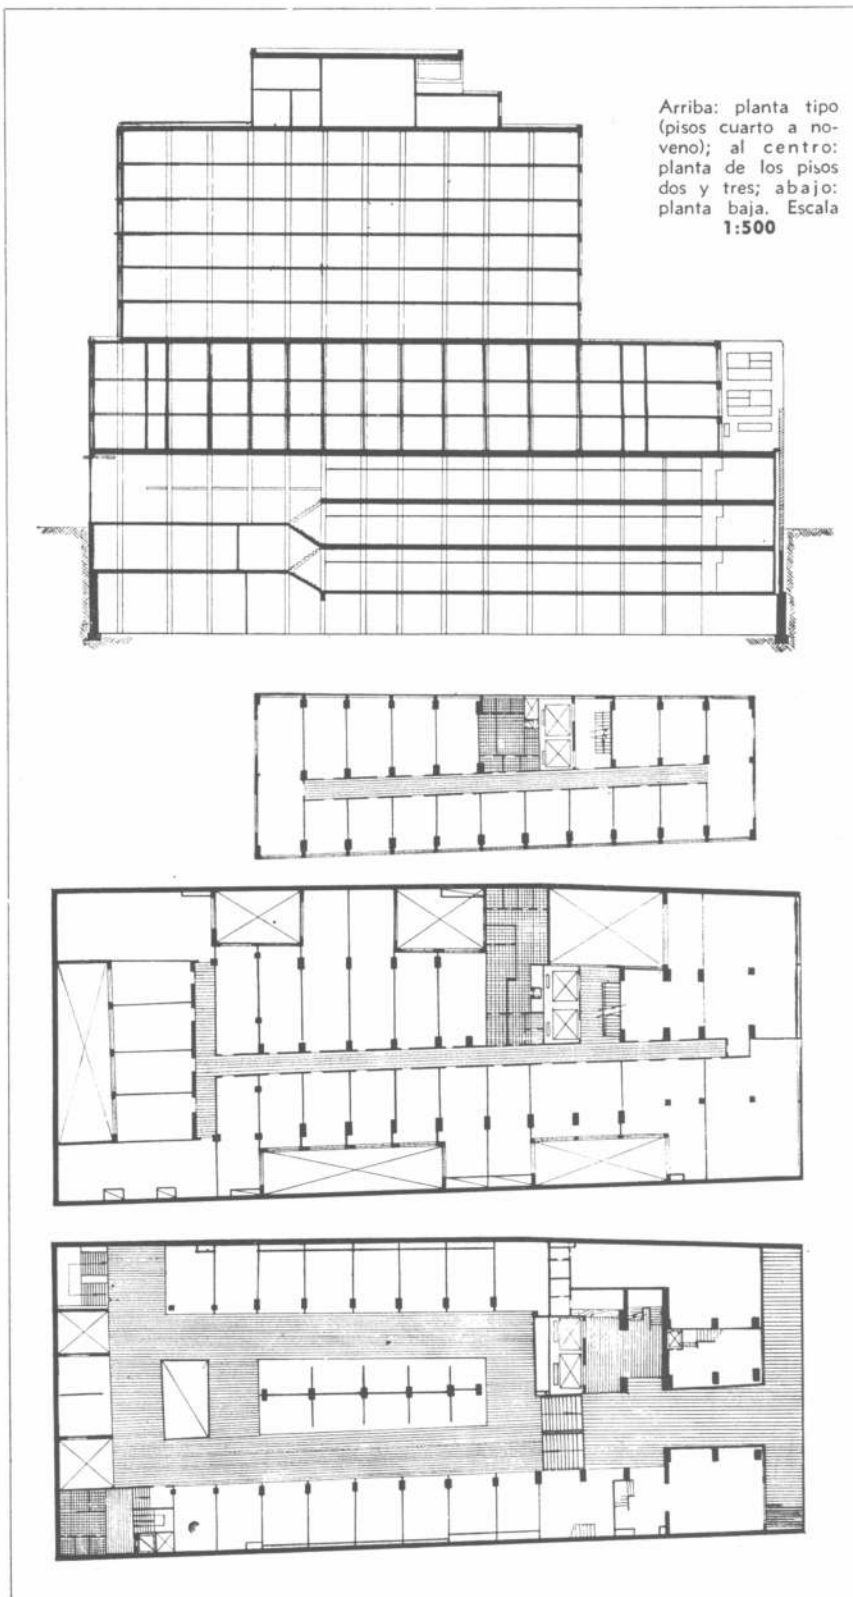 Arriba: planta tipo
(pisos cuarto a no-
veno); al centro:
planta de los pisos
dos y tres; abajo:
planta baja. Escala
1:500